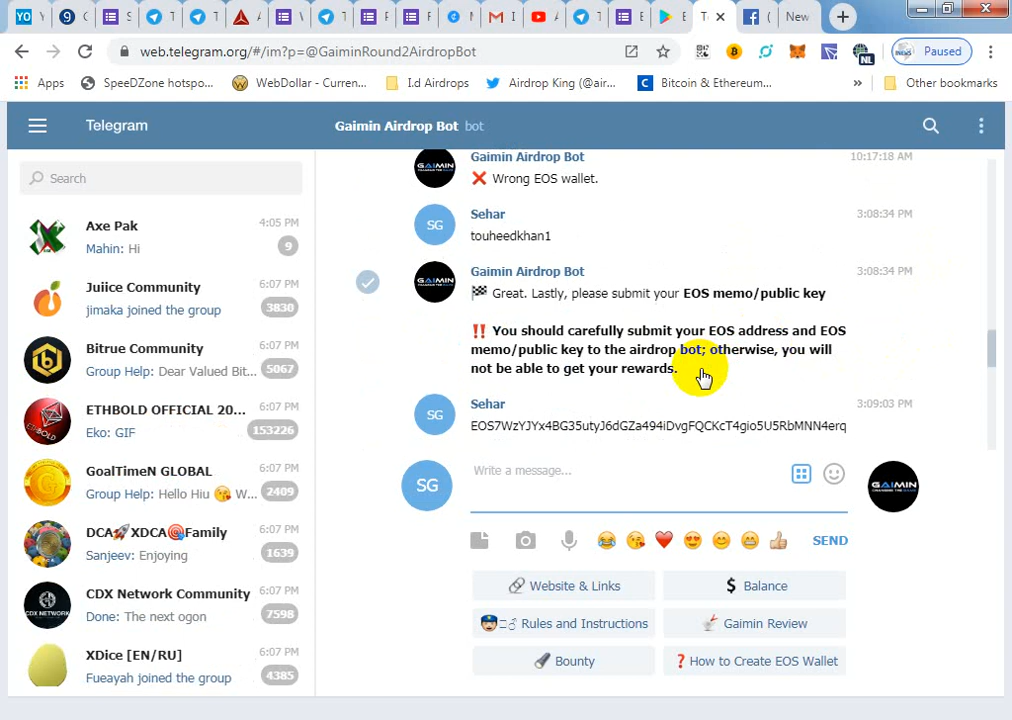 YO
9
New
web.telegram.org/#/im?p=@GaiminRound2AirdropBot
NL
Paused
Apps
SpeeDZone hotspo...
WebDollar - Curren...
I.d Airdrops
Airdrop King (@air...
Bitcoin & Ethereum...
»
Other bookmarks
Telegram
Gaimin Airdrop Bot bot
Search
Axe Pak
4:05 PM
Mahin: Hi
9
Juiice Community
6:07 PM
jimaka joined the group
3830
Bitrue Community
6:07 PM
Group Help: Dear Valued Bit...
5067
ETHBOLD OFFICIAL 20...
6:07 PM
Eko: GIF
153226
GoalTimeN GLOBAL
6:07 PM
Group Help: Hello Hiu 😘 W...
2409
DCA🚀XDCA🎯Family
6:07 PM
Sanjeev: Enjoying
1639
CDX Network Community
6:07 PM
Done: The next ogon
7598
XDice [EN/RU]
6:07 PM
Fueayah joined the group
4385
GAIMIN
Gaimin Airdrop Bot
10:17:18 AM
❌ Wrong EOS wallet.
SG
Sehar
3:08:34 PM
touheedkhan1
GAIMIN
Gaimin Airdrop Bot
3:08:34 PM
🏁 Great. Lastly, please submit your EOS memo/public key
‼️ You should carefully submit your EOS address and EOS
memo/public key to the airdrop bot; otherwise, you will
not be able to get your rewards.
SG
Sehar
3:09:03 PM
EOS7WzYJYx4BG35utyJ6dGZa494iDvgFQCKcT4gio5U5RbMNN4erq
SG
Write a message...
GAIMIN
SEND
Website & Links
$ Balance
Rules and Instructions
Gaimin Review
Bounty
❓ How to Create EOS Wallet